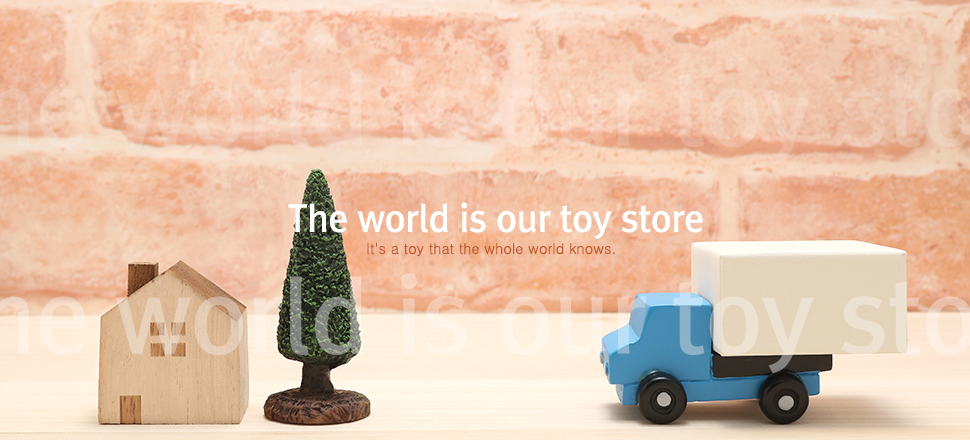 he world is our toy sto
The world is our toy store
It's a toy that the whole world knows.
he world is our toy sto